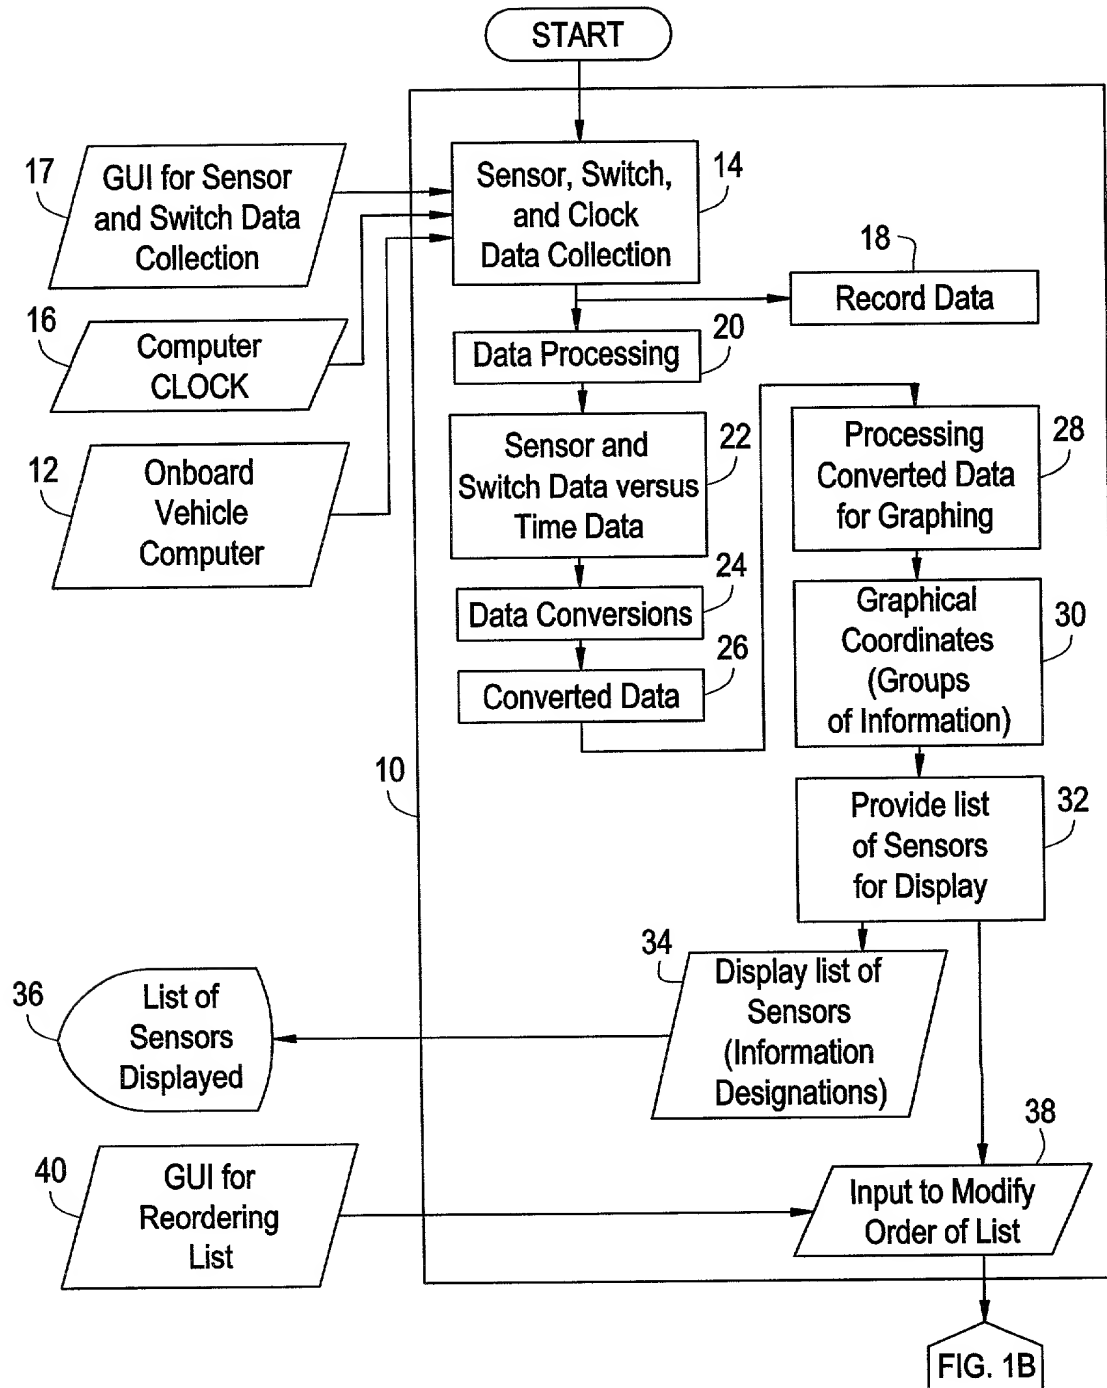 START
17
GUI for Sensor
and Switch Data
Collection
Sensor, Switch,
and Clock
Data Collection
14
18
Record Data
16
Computer
CLOCK
Data Processing
20
12
Onboard
Vehicle
Computer
Sensor and
Switch Data versus
Time Data
22
Processing
Converted Data
for Graphing
28
Data Conversions
24
Graphical
Coordinates
(Groups
of Information)
30
Converted Data
26
10
Provide list
of Sensors
for Display
32
34
Display list of
Sensors
(Information
Designations)
36
List of
Sensors
Displayed
38
Input to Modify
Order of List
40
GUI for
Reordering
List
FIG. 1B